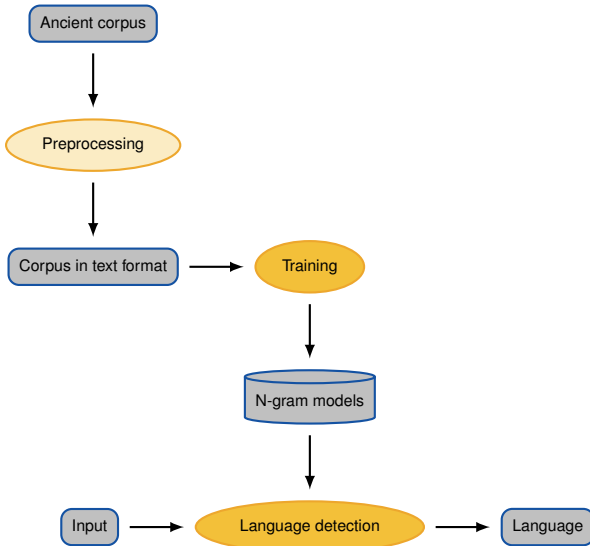 Ancient corpus
Preprocessing
Corpus in text format
Training
N-gram models
Input
Language detection
Language